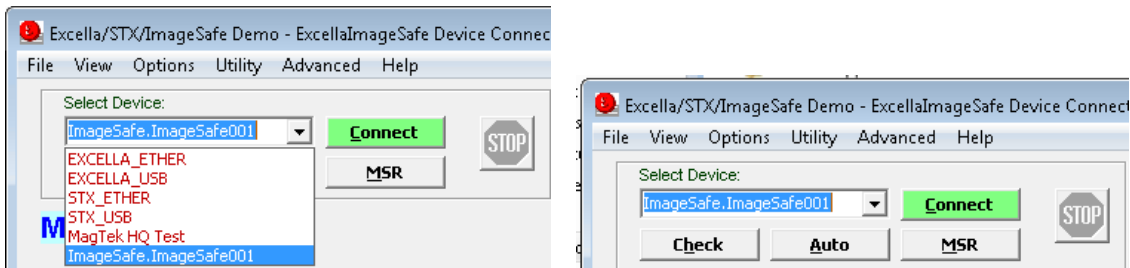 Excella/STX/ImageSafe Demo - ExcellaImageSafe Device Connec
File View Options Utility Advanced Help
Select Device:
ImageSafe.ImageSafe001
Connect
STOP
EXCELLA_ETHER
EXCELLA_USB
MSR
STX_ETHER
STX_USB
M
MagTek HQ Test
ImageSafe.ImageSafe001
Excella/STX/ImageSafe Demo - ExcellaImageSafe Device Connect
File View Options Utility Advanced Help
Select Device:
ImageSafe.ImageSafe001
Connect
STOP
Check
Auto
MSR